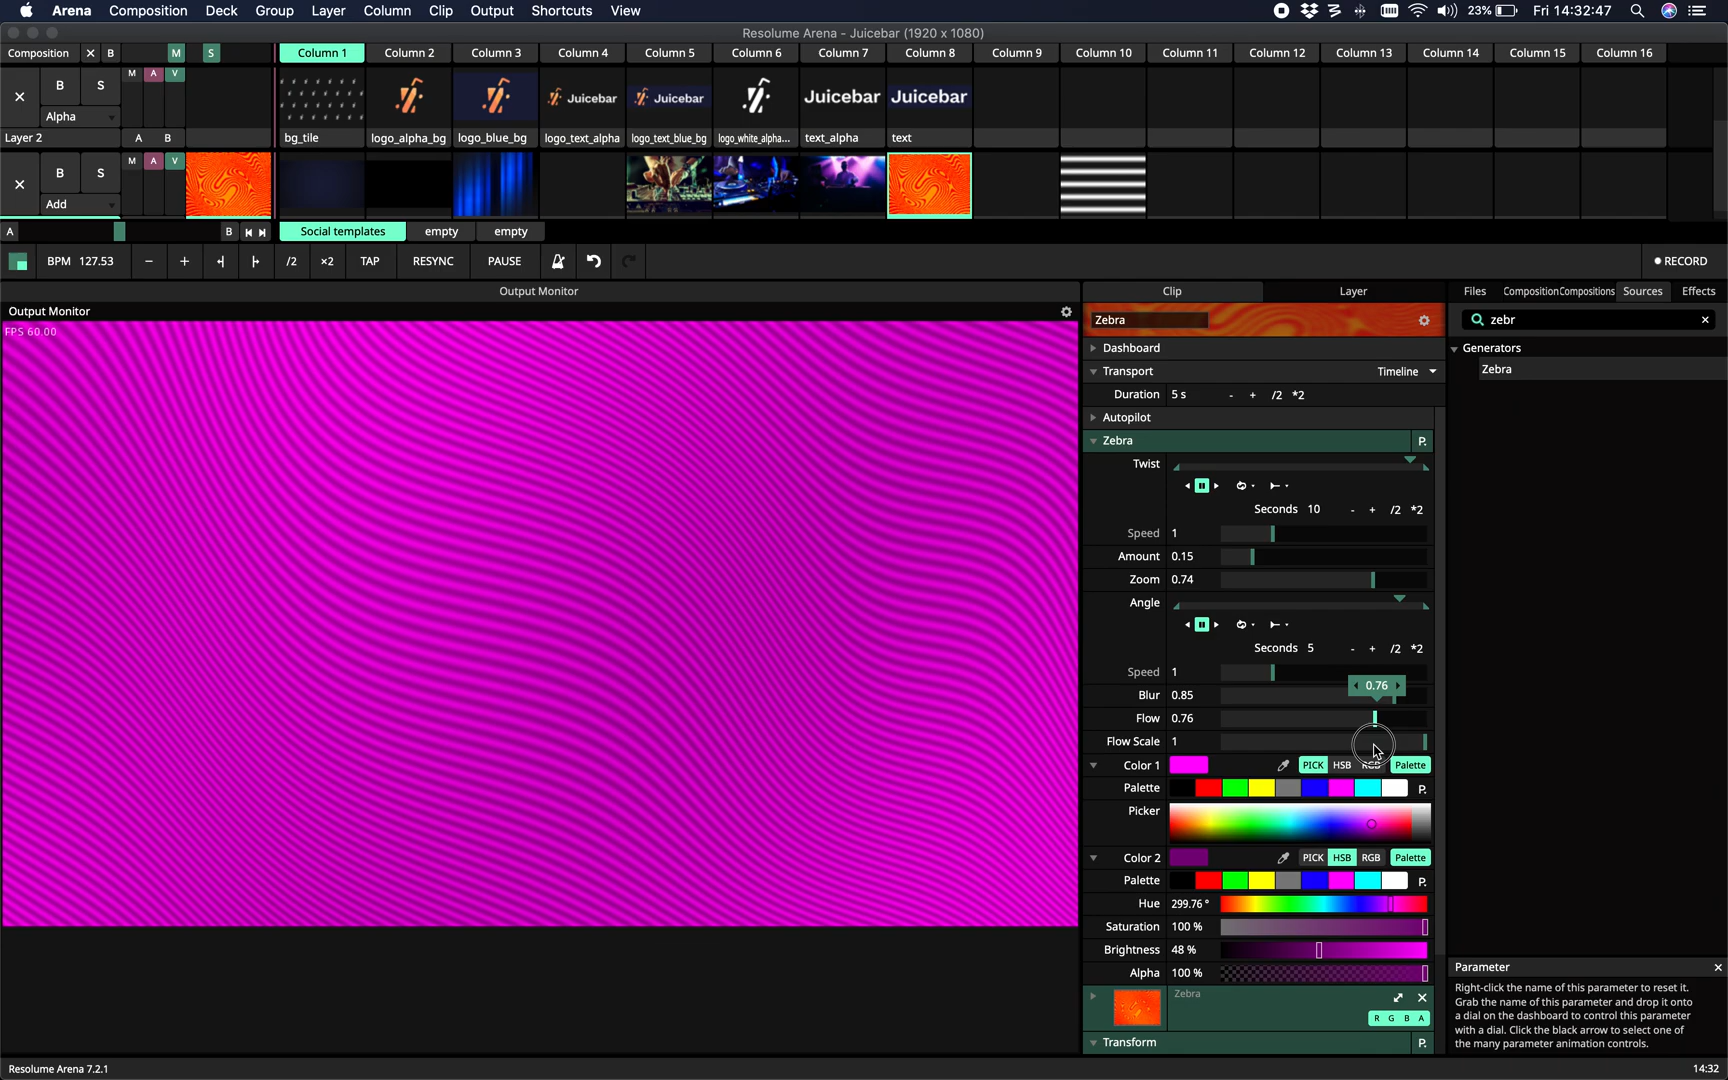 Arena Composition Deck Group Layer Column Clip Output Shortcuts View 23% Fri 14:32:47
Resolume Arena - Juicebar (1920 x 1080)
Composition X B M S Column 1 Column 2 Column 3 Column 4 Column 5 Column 6 Column 7 Column 8 Column 9 Column 10 Column 11 Column 12 Column 13 Column 14 Column 15 Column 16
M A V
B S
Juicebar Juicebar Juicebar Juicebar
Alpha
Layer 2 A B bg_tile logo_alpha_bg logo_blue_bg logo_text_alpha logo_text_blue_bg logo_white_alpha... text_alpha text
M A V
B S
Add
A B Social templates empty empty
BPM 127.53 - + /2 ×2 TAP RESYNC PAUSE RECORD
Output Monitor Clip Layer Files Composition Compositions Sources Effects
Output Monitor
Zebra zebr
FPS 60.00
Dashboard Generators
Transport Timeline Zebra
Duration 5 s - + /2 *2
Autopilot
Zebra P.
Twist
Seconds 10 - + /2 *2
Speed 1
Amount 0.15
Zoom 0.74
Angle
Seconds 5 - + /2 *2
Speed 1
0.76
Blur 0.85
Flow 0.76
Flow Scale 1
Color 1 PICK HSB RGB Palette
Palette P.
Picker
Color 2 PICK HSB RGB Palette
Palette P.
Hue 299.76 °
Saturation 100 %
Brightness 48 %
Alpha 100 %
Zebra
R G B A
Transform P.
Parameter
Right-click the name of this parameter to reset it.
Grab the name of this parameter and drop it onto
a dial on the dashboard to control this parameter
with a dial. Click the black arrow to select one of
the many parameter animation controls.
Resolume Arena 7.2.1 14:32